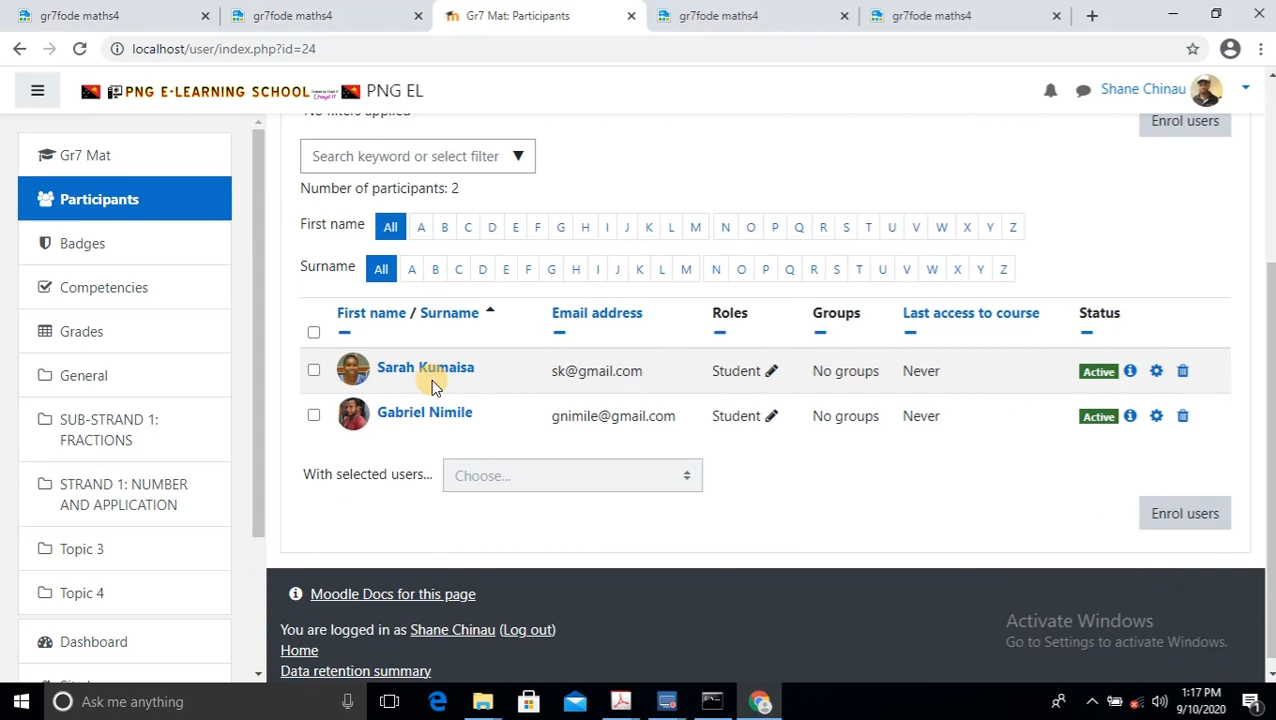 gr7fode maths4
gr7fode maths4
Gr7 Mat: Participants
gr7fode maths4
gr7fode maths4
localhost/user/index.php?id=24
PNG E-LEARNING SCHOOL
PNG EL
Shane Chinau
Gr7 Mat
Participants
Badges
Competencies
Grades
General
SUB-STRAND 1:
FRACTIONS
STRAND 1: NUMBER
AND APPLICATION
Topic 3
Topic 4
Dashboard
No filters applied
Enrol users
Search keyword or select filter ▼
Number of participants: 2
First name All A B C D E F G H I J K L M N O P Q R S T U V W X Y Z
Surname All A B C D E F G H I J K L M N O P Q R S T U V W X Y Z
First name / Surname Email address Roles Groups Last access to course Status
Sarah Kumaisa sk@gmail.com Student No groups Never Active
Gabriel Nimile gnimile@gmail.com Student No groups Never Active
With selected users... Choose...
Enrol users
Moodle Docs for this page
You are logged in as Shane Chinau (Log out)
Home
Data retention summary
Activate Windows
Go to Settings to activate Windows.
Ask me anything
1:17 PM
9/10/2020